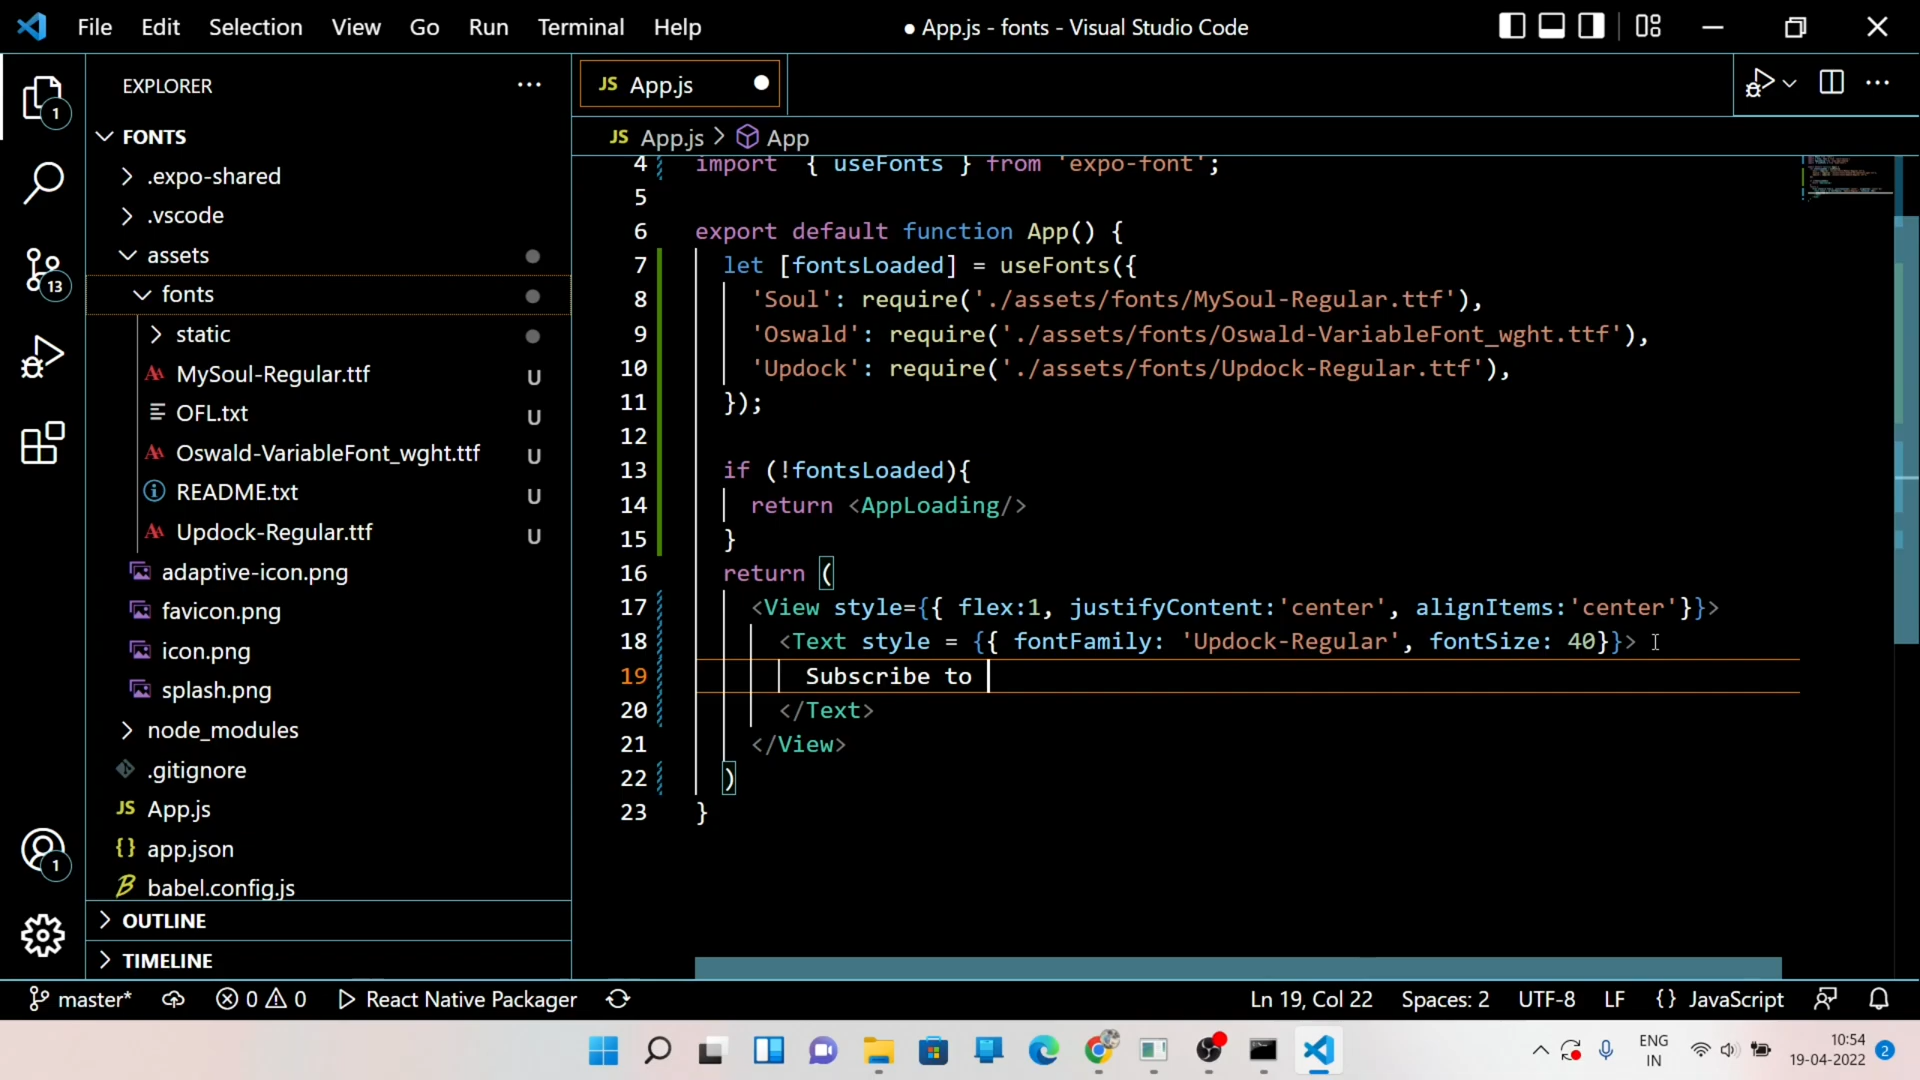 File Edit Selection View Go Run Terminal Help ● App.js - fonts - Visual Studio Code
EXPLORER ...
JS App.js
FONTS
JS App.js > App
1
.expo-shared
.vscode
assets
fonts
static
MySoul-Regular.ttf U
OFL.txt U
Oswald-VariableFont_wght.ttf U
README.txt U
Updock-Regular.ttf U
adaptive-icon.png
favicon.png
icon.png
splash.png
node_modules
.gitignore
JS App.js
{} app.json
babel.config.js
OUTLINE
TIMELINE
13
1
4 import { useFonts } from 'expo-font';
5
6 export default function App() {
7 let [fontsLoaded] = useFonts({
8 'Soul': require('./assets/fonts/MySoul-Regular.ttf'),
9 'Oswald': require('./assets/fonts/Oswald-VariableFont_wght.ttf'),
10 'Updock': require('./assets/fonts/Updock-Regular.ttf'),
11 });
12
13 if (!fontsLoaded){
14 return <AppLoading/>
15 }
16 return (
17 <View style={{ flex:1, justifyContent:'center', alignItems:'center'}}>
18 <Text style = {{ fontFamily: 'Updock-Regular', fontSize: 40}}>
19 Subscribe to
20 </Text>
21 </View>
22 )
23 }
master* 0 0 React Native Packager Ln 19, Col 22 Spaces: 2 UTF-8 LF {} JavaScript
ENG
IN
10:54
19-04-2022
2